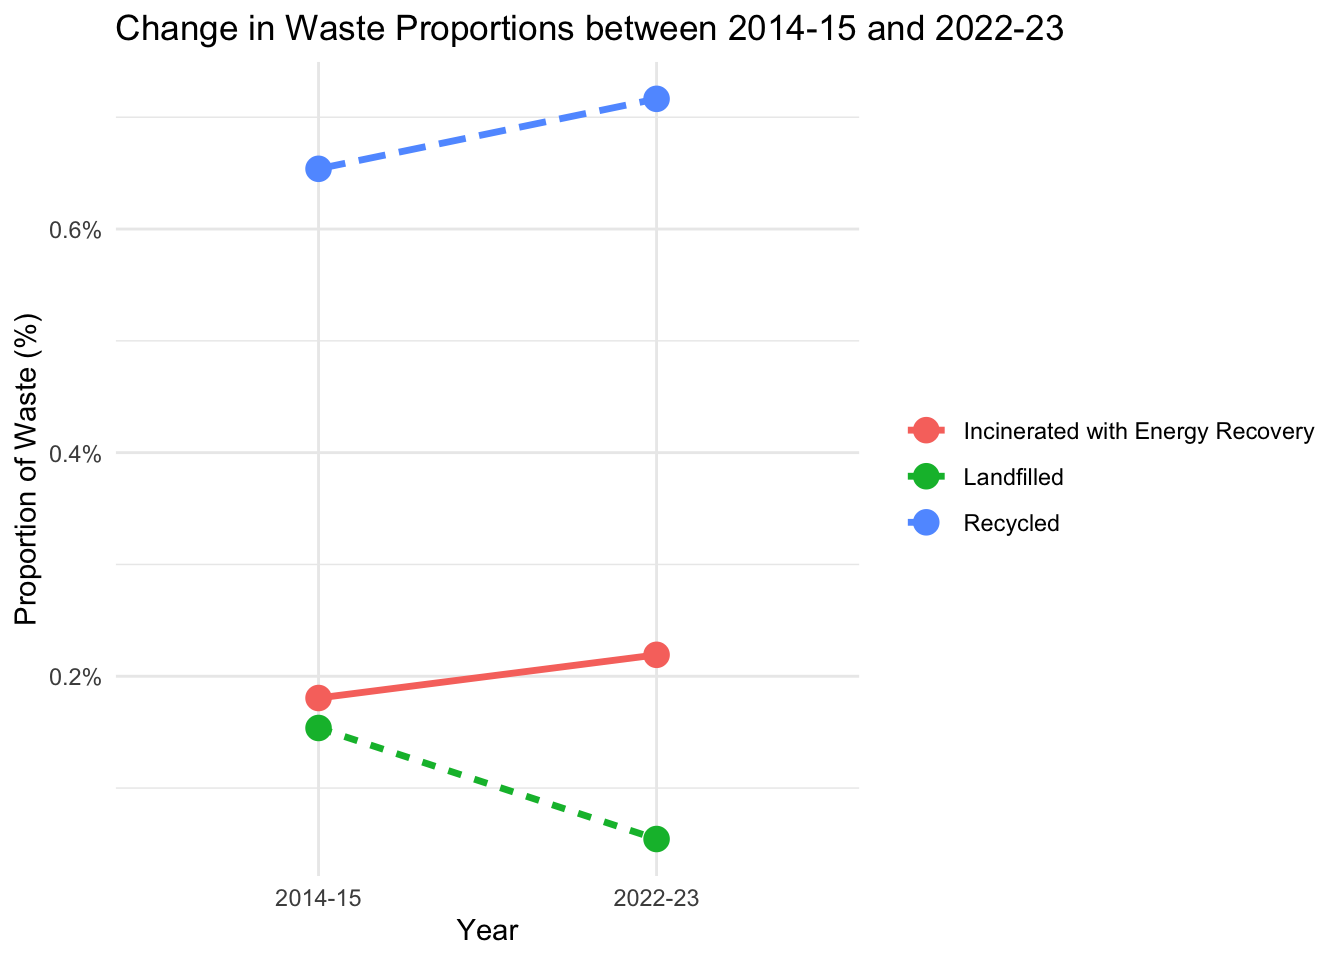 Change in Waste Proportions between 2014-15 and 2022-23
Proportion of Waste (%)
0.6%
0.4%
0.2%
2014-15
2022-23
Year
Incinerated with Energy Recovery
Landfilled
Recycled